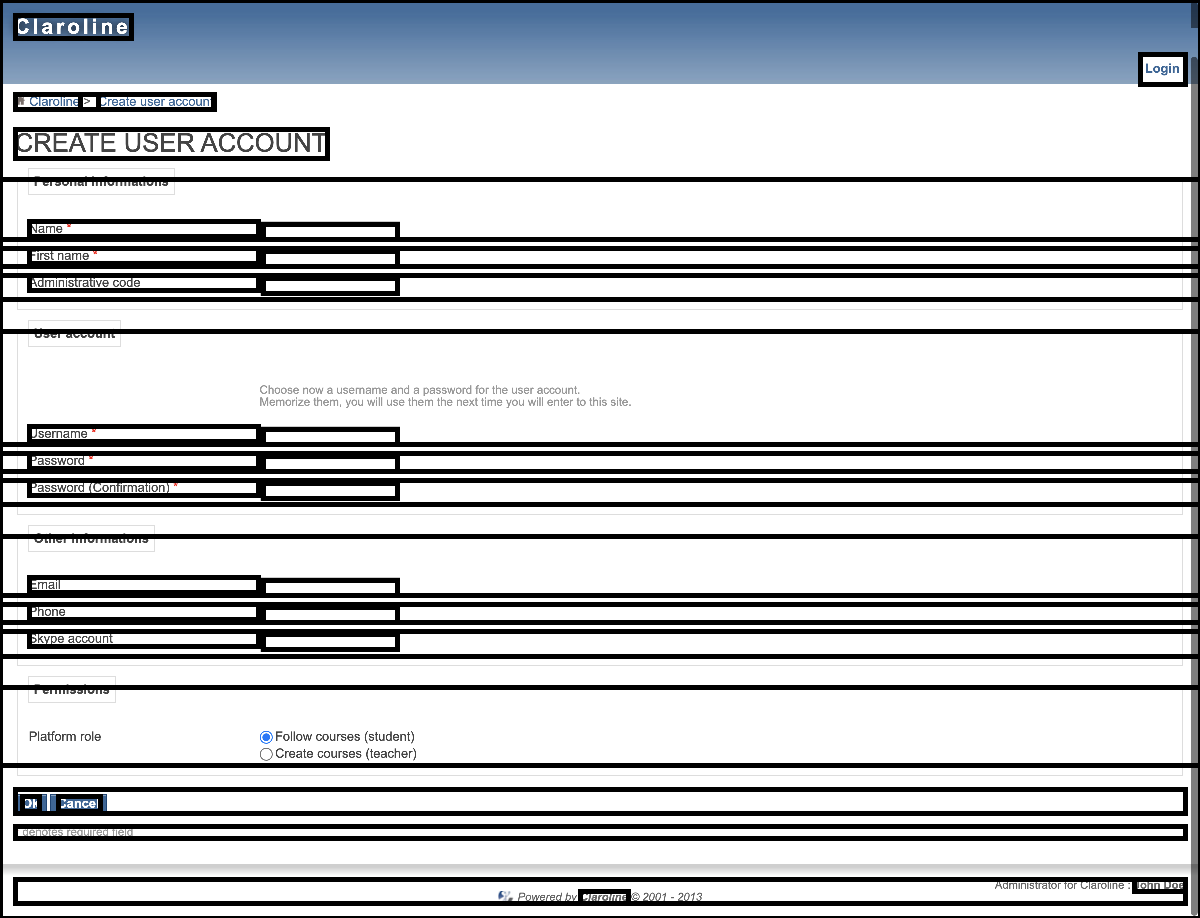 Claroline
Login
Claroline > Create user account
CREATE USER ACCOUNT
Personal informations
Name *
First name *
Administrative code
User account
Choose now a username and a password for the user account.
Memorize them, you will use them the next time you will enter to this site.
Username *
Password *
Password (Confirmation) *
Other informations
Email
Phone
Skype account
Permissions
Platform role
Follow courses (student)
Create courses (teacher)
Ok Cancel
denotes required field
Administrator for Claroline : John Doe
Powered by Claroline © 2001 - 2013